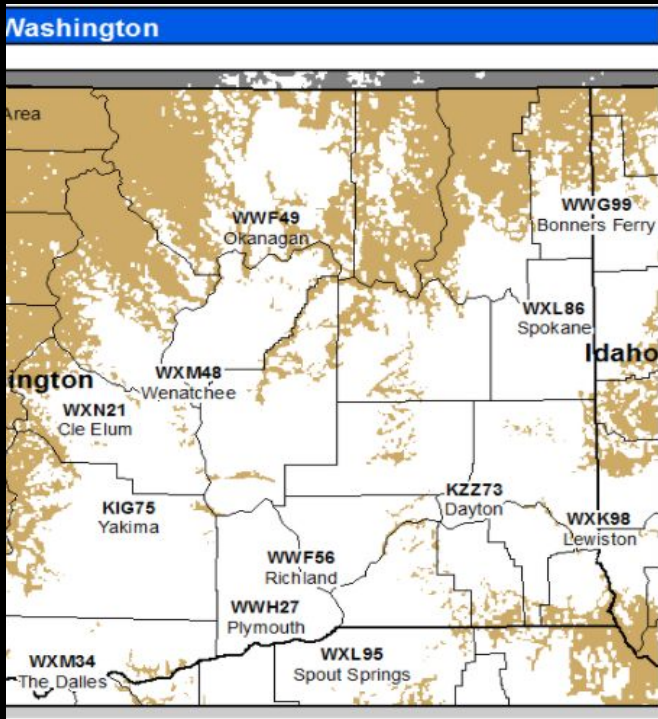 Washington
Area
WWF49
Okanagan
WWG99
Bonners Ferry
WXL86
Spokane
Idaho
WXM48
Wenatchee
ington
WXN21
Cle Elum
KIG75
Yakima
KZZ73
Dayton
WXK98
Lewiston
WWF56
Richland
WWH27
Plymouth
WXM34
The Dalles
WXL95
Spout Springs